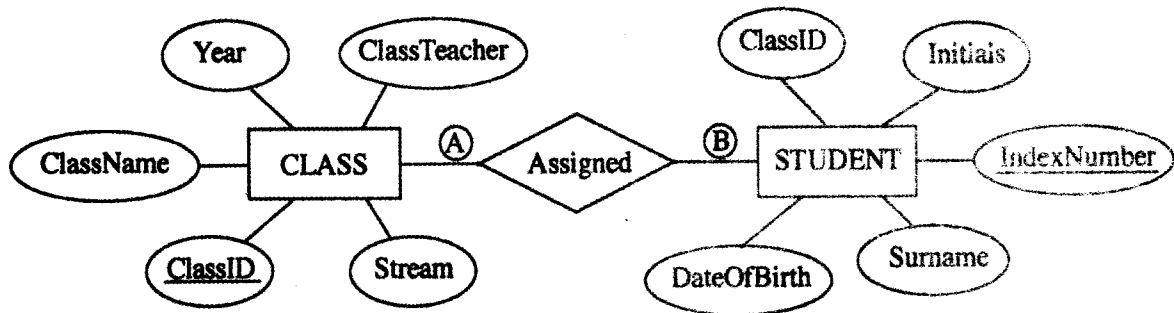 Year
ClassTeacher
ClassID
Initials
ClassName
CLASS
A
Assigned
B
STUDENT
IndexNumber
ClassID
Stream
DateOfBirth
Surname